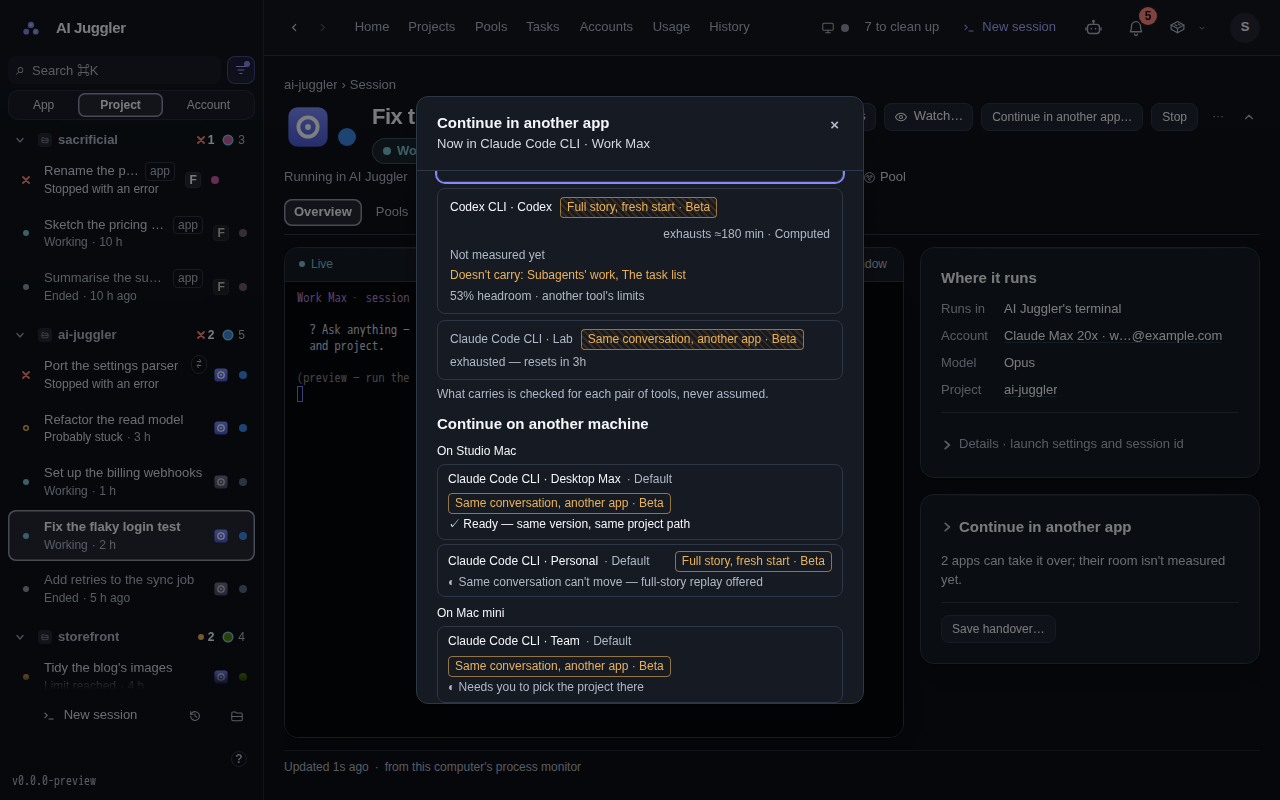 AI Juggler
Search ⌘K
App
Project
Account
sacrificial
1
3
Rename the p…
app
Stopped with an error
F
Sketch the pricing …
app
Working · 10 h
F
Summarise the su…
app
Ended · 10 h ago
F
ai-juggler
2
5
Port the settings parser
Stopped with an error
Refactor the read model
Probably stuck · 3 h
Set up the billing webhooks
Working · 1 h
Fix the flaky login test
Working · 2 h
Add retries to the sync job
Ended · 5 h ago
storefront
2
4
Tidy the blog's images
Limit reached · 4 h
New session
?
v0.0.0-preview
Home
Projects
Pools
Tasks
Accounts
Usage
History
7 to clean up
New session
5
S
ai-juggler › Session
Fix t
Wo
Watch…
Continue in another app…
Stop
Running in AI Juggler
Pool
Overview
Pools
Live
Work Max · session
? Ask anything —
and project.
(preview — run the
Continue in another app
Now in Claude Code CLI · Work Max
×
Codex CLI · Codex
Full story, fresh start · Beta
exhausts ≈180 min · Computed
Not measured yet
Doesn't carry: Subagents' work, The task list
53% headroom · another tool's limits
Claude Code CLI · Lab
Same conversation, another app · Beta
exhausted — resets in 3h
What carries is checked for each pair of tools, never assumed.
Continue on another machine
On Studio Mac
Claude Code CLI · Desktop Max · Default
Same conversation, another app · Beta
✓ Ready — same version, same project path
Claude Code CLI · Personal · Default
Full story, fresh start · Beta
Same conversation can't move — full-story replay offered
On Mac mini
Claude Code CLI · Team · Default
Same conversation, another app · Beta
Needs you to pick the project there
Where it runs
Runs in
AI Juggler's terminal
Account
Claude Max 20x · w…@example.com
Model
Opus
Project
ai-juggler
Details · launch settings and session id
Continue in another app
2 apps can take it over; their room isn't measured
yet.
Save handover…
Updated 1s ago · from this computer's process monitor